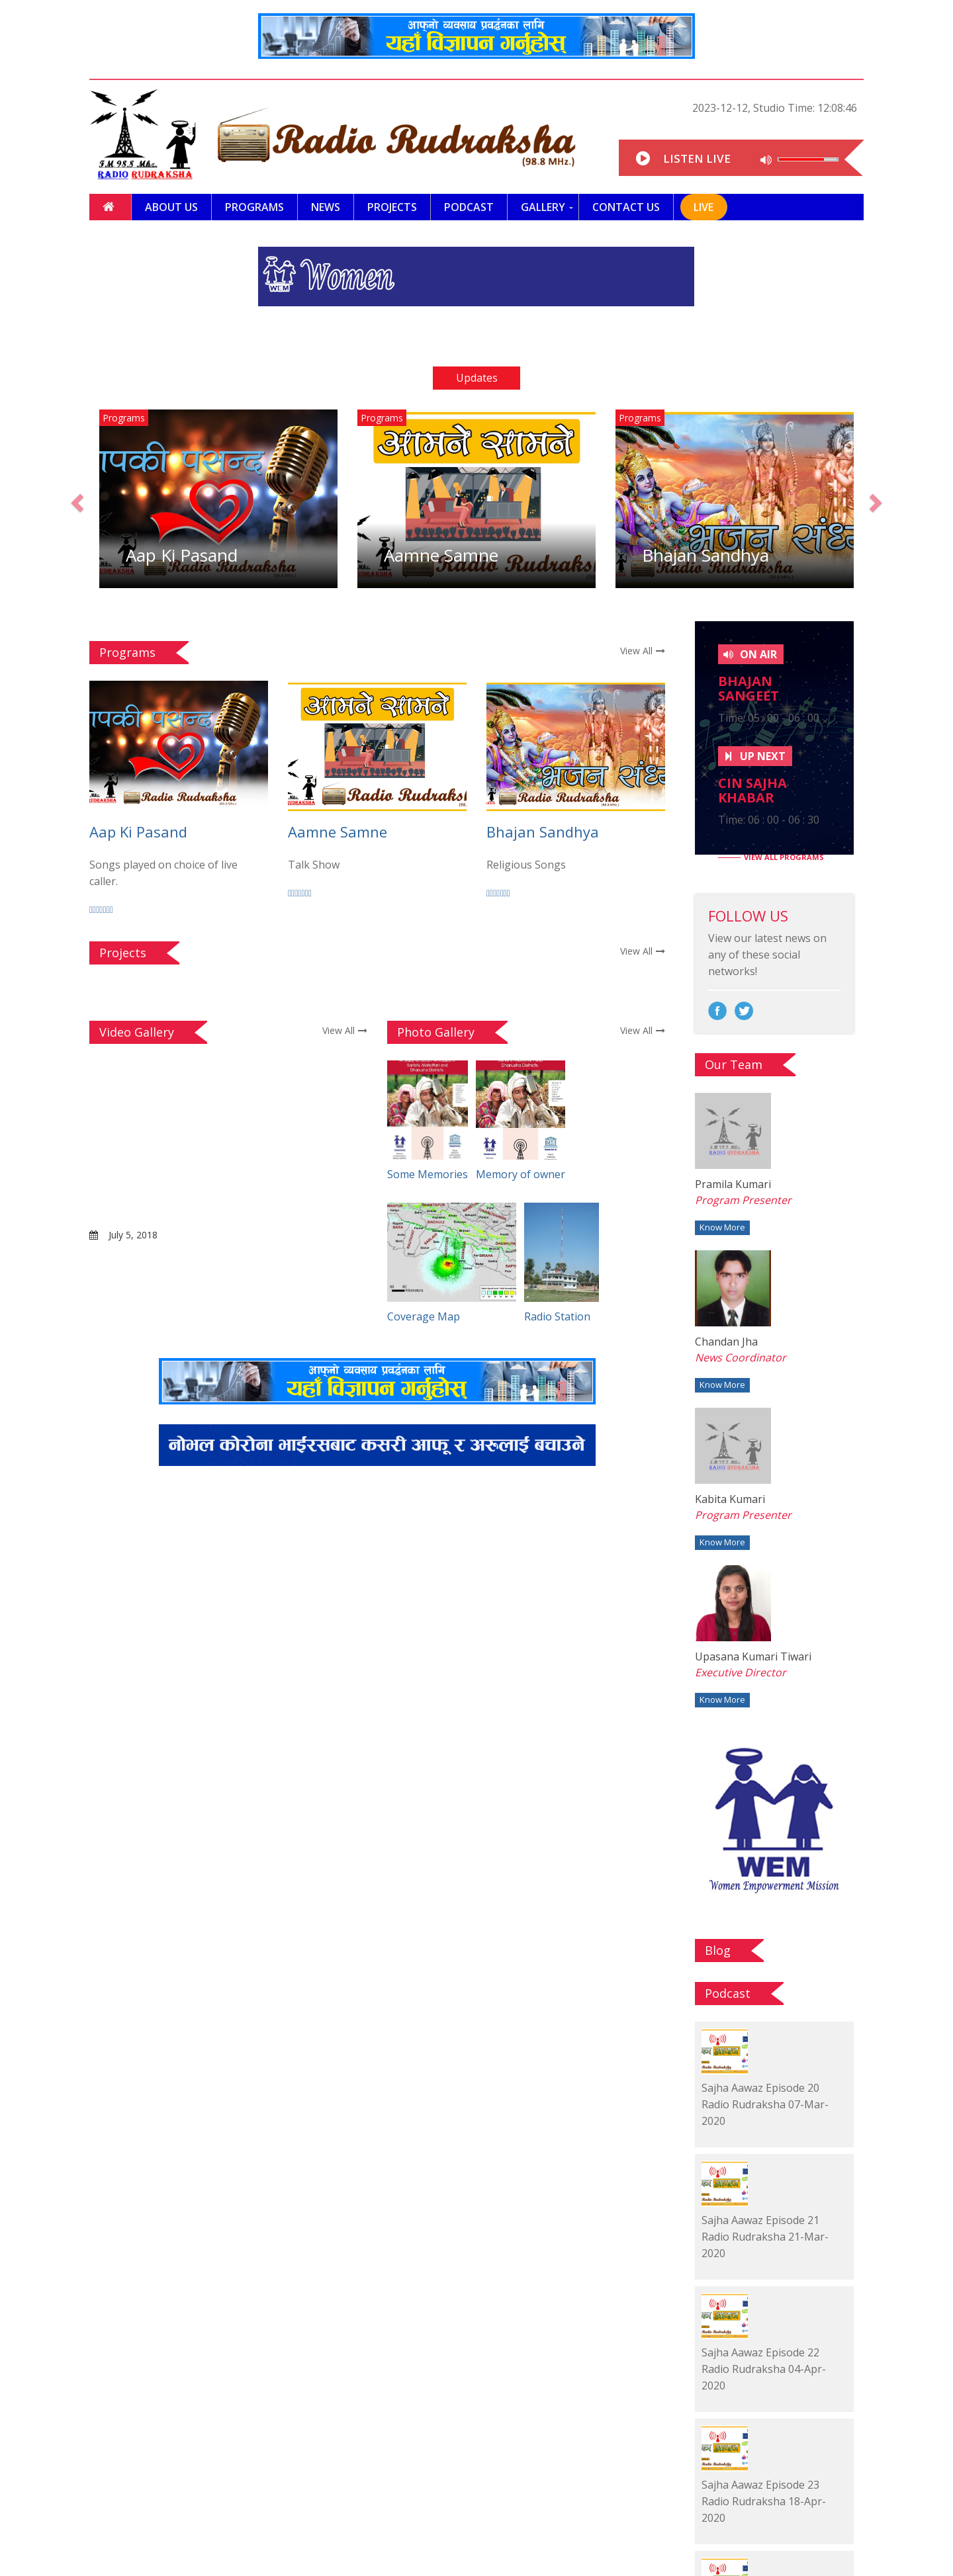 आफ्नो व्यवसाय प्रवर्द्धनका लागि
यहाँ विज्ञापन गर्नुहोस्
2023-12-12, Studio Time: 12:08:46
F.M 98.8 Mhz.
RADIO RUDRAKSHA
Radio Rudraksha
(98.8 MHz.)
LISTEN LIVE
ABOUT US
PROGRAMS
NEWS
PROJECTS
PODCAST
GALLERY
CONTACT US
LIVE
WEM
Women
Updates
Programs
Aap Ki Pasand
Programs
आमने सामने
Aamne Samne
Programs
Bhajan Sandhya
Programs
View All
Aap Ki Pasand
Songs played on choice of live
caller.
आमने सामने
Radio Rudraksha
Aamne Samne
Talk Show
Bhajan Sandhya
Religious Songs
ON AIR
BHAJAN
SANGEET
Time: 05 : 00 - 06 : 00
UP NEXT
CIN SAJHA
KHABAR
Time: 06 : 00 - 06 : 30
VIEW ALL PROGRAMS
FOLLOW US
View our latest news on
any of these social
networks!
Projects
View All
Video Gallery
View All
July 5, 2018
Photo Gallery
View All
Some Memories
Memory of owner
Coverage Map
Radio Station
आफ्नो व्यवसाय प्रवर्द्धनका लागि
यहाँ विज्ञापन गर्नुहोस्
नोभल कोरोना भाईरसबाट कसरी आफू र अरुलाई बचाउने
Our Team
RADIO RUDRAKSHA
Pramila Kumari
Program Presenter
Know More
Chandan Jha
News Coordinator
Know More
RADIO RUDRAKSHA
Kabita Kumari
Program Presenter
Know More
Upasana Kumari Tiwari
Executive Director
Know More
WEM
Women Empowerment Mission
Blog
Podcast
Sajha Aawaz Episode 20
Radio Rudraksha 07-Mar-
2020
Sajha Aawaz Episode 21
Radio Rudraksha 21-Mar-
2020
Sajha Aawaz Episode 22
Radio Rudraksha 04-Apr-
2020
Sajha Aawaz Episode 23
Radio Rudraksha 18-Apr-
2020